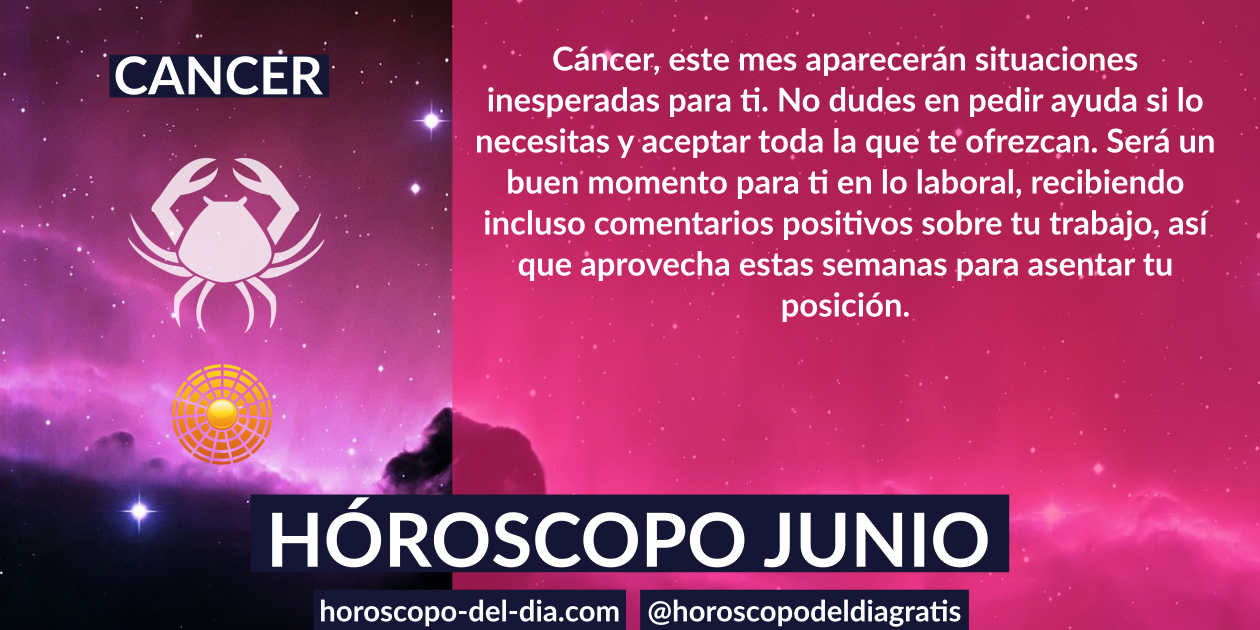 CANCER
Cáncer, este mes aparecerán situaciones
inesperadas para ti. No dudes en pedir ayuda si lo
necesitas y aceptar toda la que te ofrezcan. Será un
buen momento para ti en lo laboral, recibiendo
incluso comentarios positivos sobre tu trabajo, así
que aprovecha estas semanas para asentar tu
posición.
HÓROSCOPO JUNIO
horoscopo-del-dia.com
@horoscopodeldiagratis